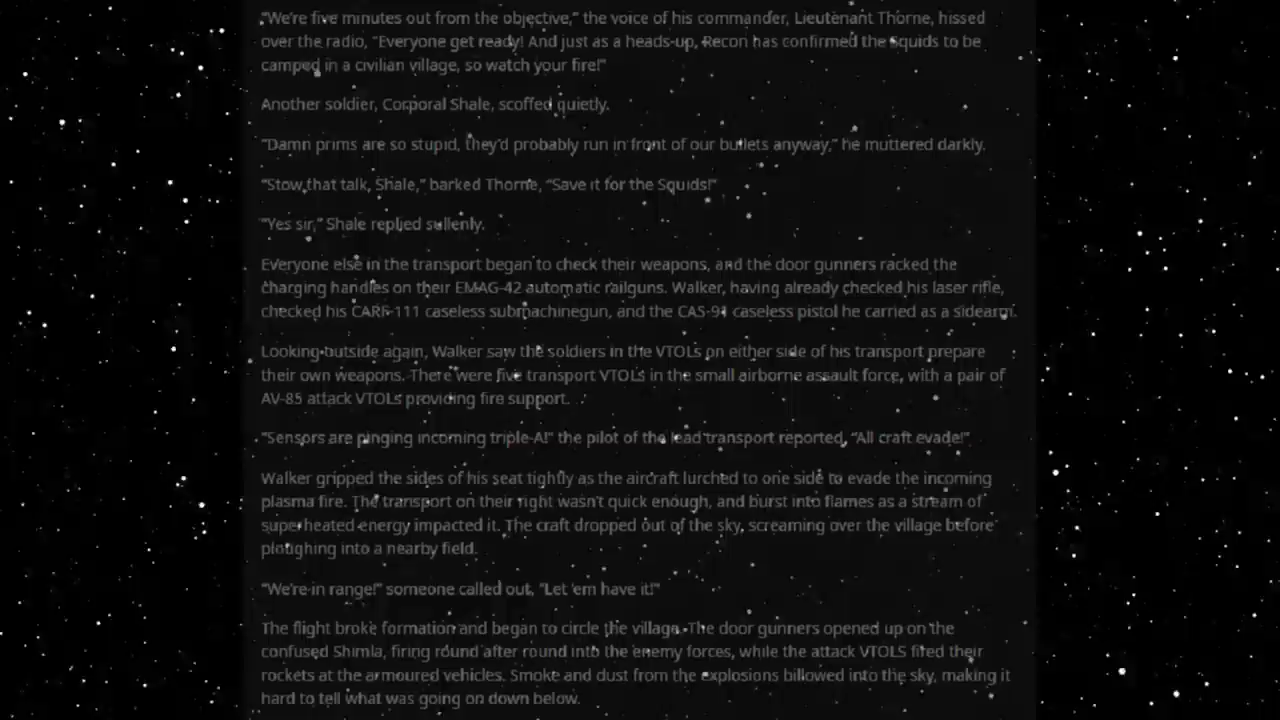 “We’re five minutes out from the objective,” the voice of his commander, Lieutenant Thorne, hissed
over the radio, “Everyone get ready! And just as a heads-up, Recon has confirmed the Squids to be
camped in a civilian village, so watch your fire!”
Another soldier, Corporal Shale, scoffed quietly.
“Damn prims are so stupid, they’d probably run in front of our bullets anyway,” he muttered darkly.
“Stow that talk, Shale,” barked Thorne, “Save it for the Squids!”
“Yes sir,” Shale replied sullenly.
Everyone else in the transport began to check their weapons, and the door gunners racked the
charging handles on their EMAG-42 automatic railguns. Walker, having already checked his laser rifle,
checked his CARF-111 caseless submachinegun, and the CAS-91 caseless pistol he carried as a sidearm.
Looking outside again, Walker saw the soldiers in the VTOLs on either side of his transport prepare
their own weapons. There were five transport VTOLs in the small airborne assault force, with a pair of
AV-85 attack VTOLs providing fire support.
“Sensors are pinging incoming triple-A!” the pilot of the lead transport reported, “All craft evade!”
Walker gripped the sides of his seat tightly as the aircraft lurched to one side to evade the incoming
plasma fire. The transport on their right wasn’t quick enough, and burst into flames as a stream of
superheated energy impacted it. The craft dropped out of the sky, screaming over the village before
ploughing into a nearby field.
“We’re in range!” someone called out, “Let ’em have it!”
The flight broke formation and began to circle the village. The door gunners opened up on the
confused Shimla, firing round after round into the enemy forces, while the attack VTOLS fired their
rockets at the armoured vehicles. Smoke and dust from the explosions billowed into the sky, making it
hard to tell what was going on down below.